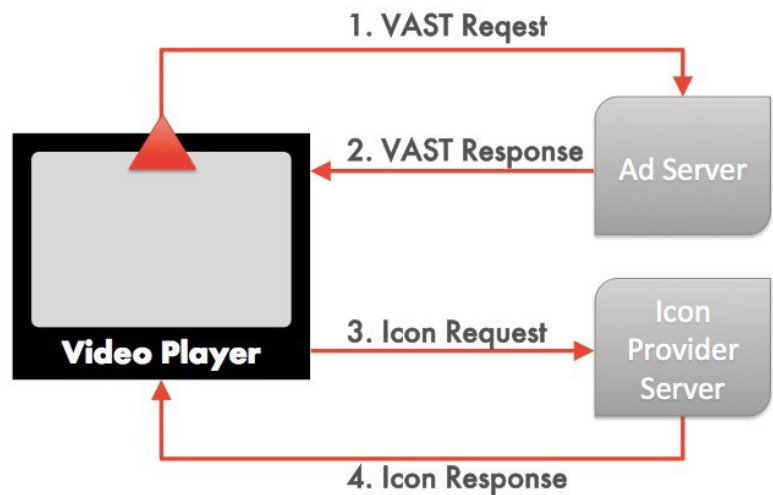 1. VAST Reqest
Ad Server
2. VAST Response
Video Player
3. Icon Request
Icon
Provider
Server
4. Icon Response